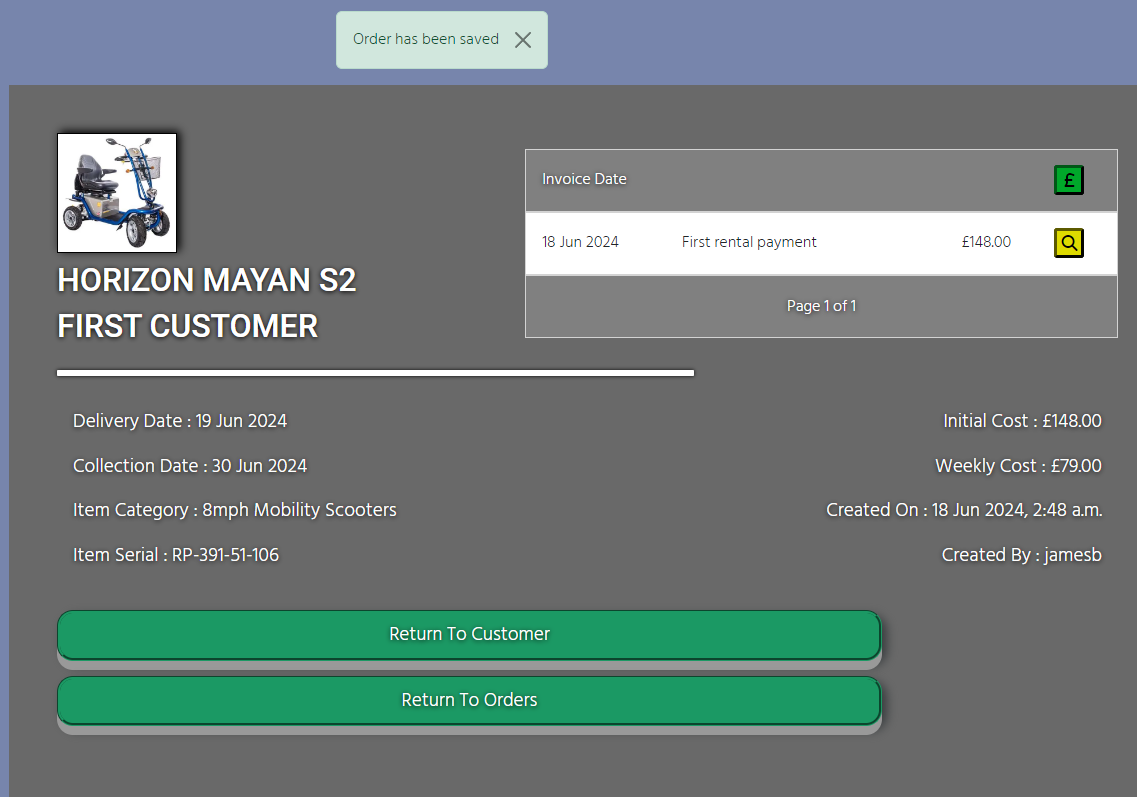 Order has been saved
HORIZON MAYAN S2
FIRST CUSTOMER
Invoice Date £
18 Jun 2024 First rental payment £148.00
Page 1 of 1
Delivery Date : 19 Jun 2024
Collection Date : 30 Jun 2024
Item Category : 8mph Mobility Scooters
Item Serial : RP-391-51-106
Initial Cost : £148.00
Weekly Cost : £79.00
Created On : 18 Jun 2024, 2:48 a.m.
Created By : jamesb
Return To Customer
Return To Orders